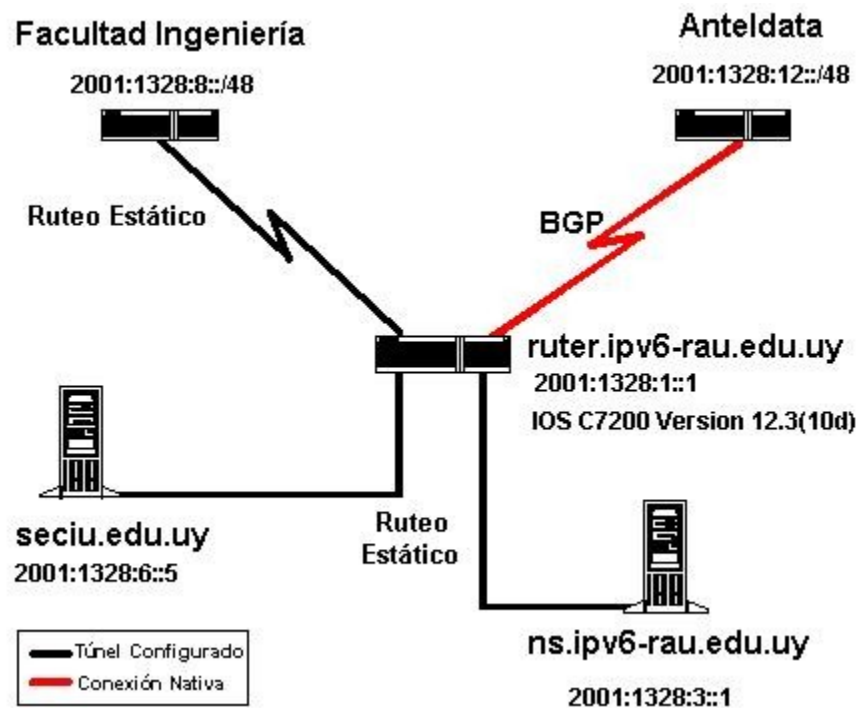 Facultad Ingeniería
2001:1328:8::/48
Anteldata
2001:1328:12::/48
Ruteo Estático
BGP
ruter.ipv6-rau.edu.uy
2001:1328:1::1
IOS C7200 Version 12.3(10d)
seciu.edu.uy
2001:1328:6::5
Ruteo
Estático
ns.ipv6-rau.edu.uy
2001:1328:3::1
Túnel Configurado
Conexión Nativa